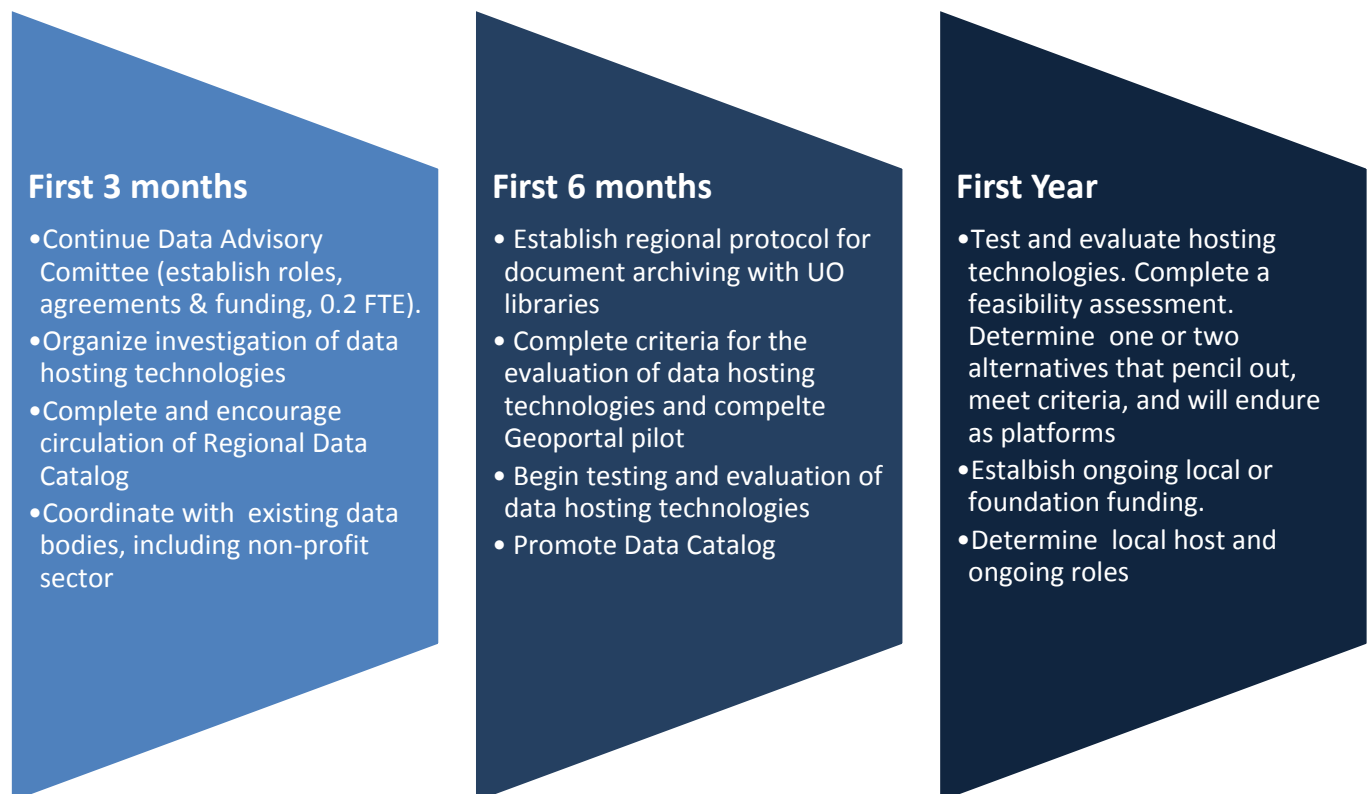 First 3 months
•Continue Data Advisory
Comittee (establish roles,
agreements & funding, 0.2 FTE).
•Organize investigation of data
hosting technologies
•Complete and encourage
circulation of Regional Data
Catalog
•Coordinate with existing data
bodies, including non-profit
sector
First 6 months
• Establish regional protocol for
document archiving with UO
libraries
• Complete criteria for the
evaluation of data hosting
technologies and compelte
Geoportal pilot
• Begin testing and evaluation of
data hosting technologies
• Promote Data Catalog
First Year
•Test and evaluate hosting
technologies. Complete a
feasibility assessment.
Determine one or two
alternatives that pencil out,
meet criteria, and will endure
as platforms
•Estalbish ongoing local or
foundation funding.
•Determine local host and
ongoing roles